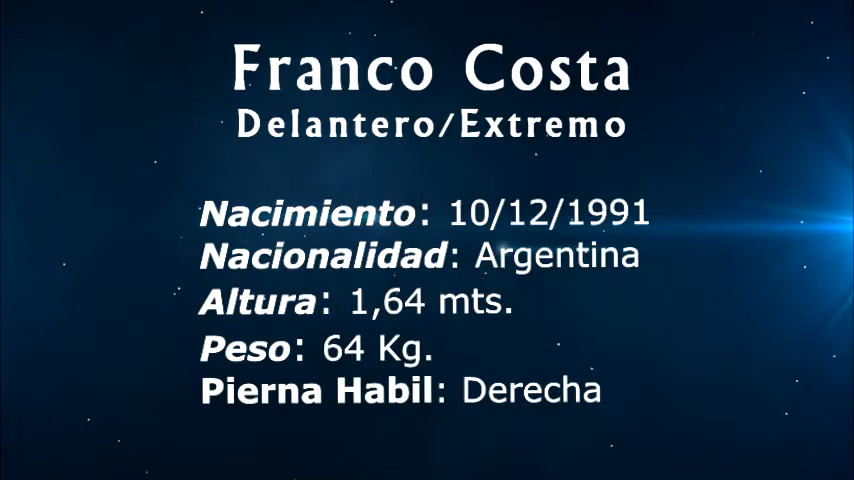 Franco Costa
Delantero/Extremo
Nacimiento: 10/12/1991
Nacionalidad: Argentina
Altura: 1,64 mts.
Peso: 64 Kg.
Pierna Habil: Derecha